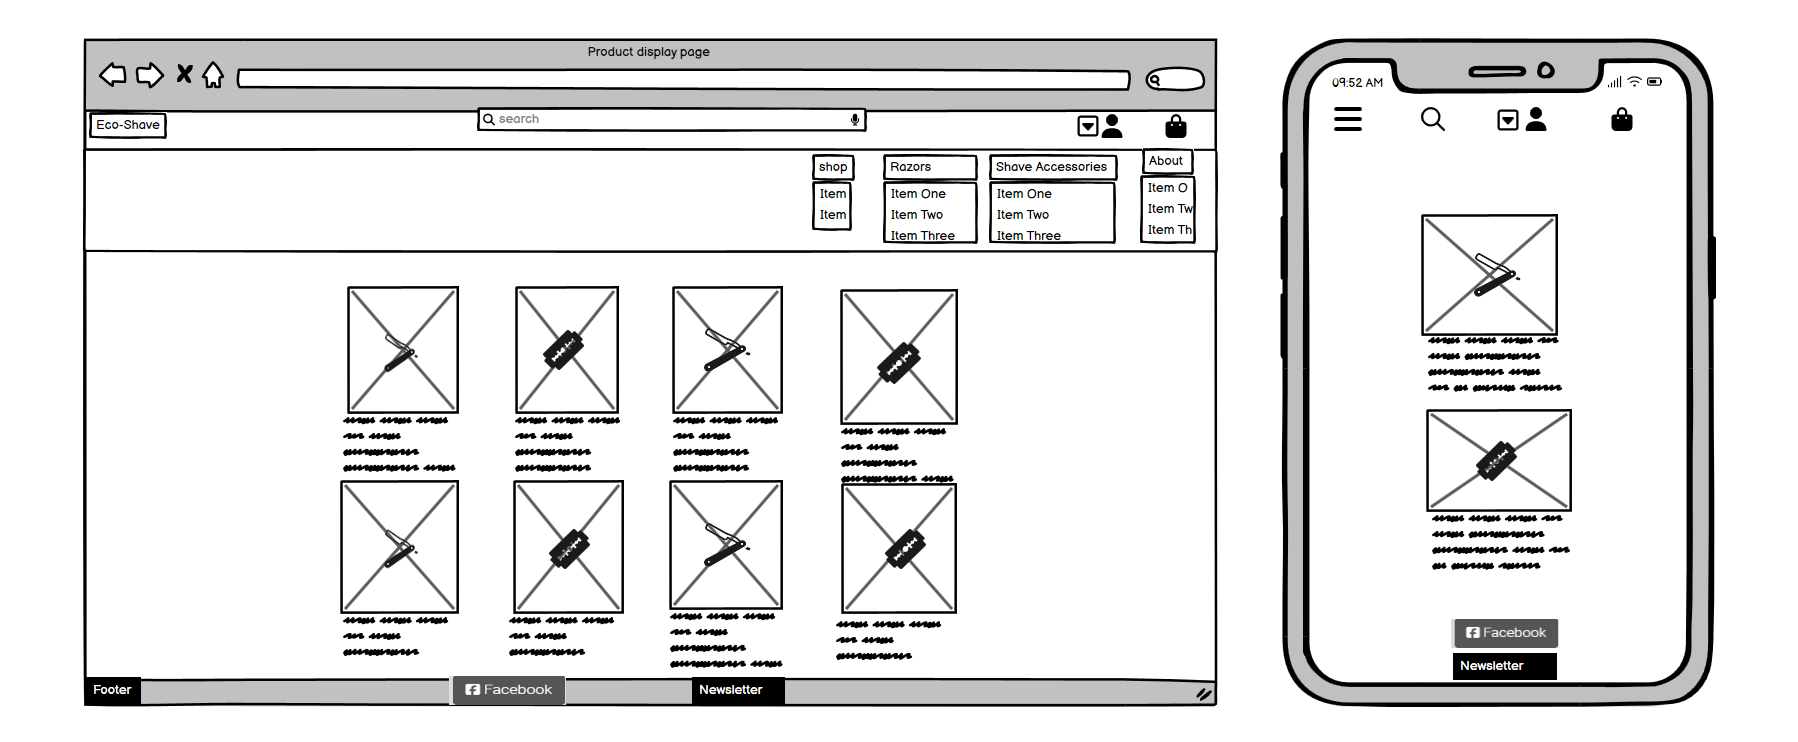 Product display page
Eco-Shave
search
shop
Razors
Shave Accessories
About
Item
Item
Item One
Item Two
Item Three
Item One
Item Two
Item Three
Item O
Item Tw
Item Th
Footer
Facebook
Newsletter
09:52 AM
Facebook
Newsletter